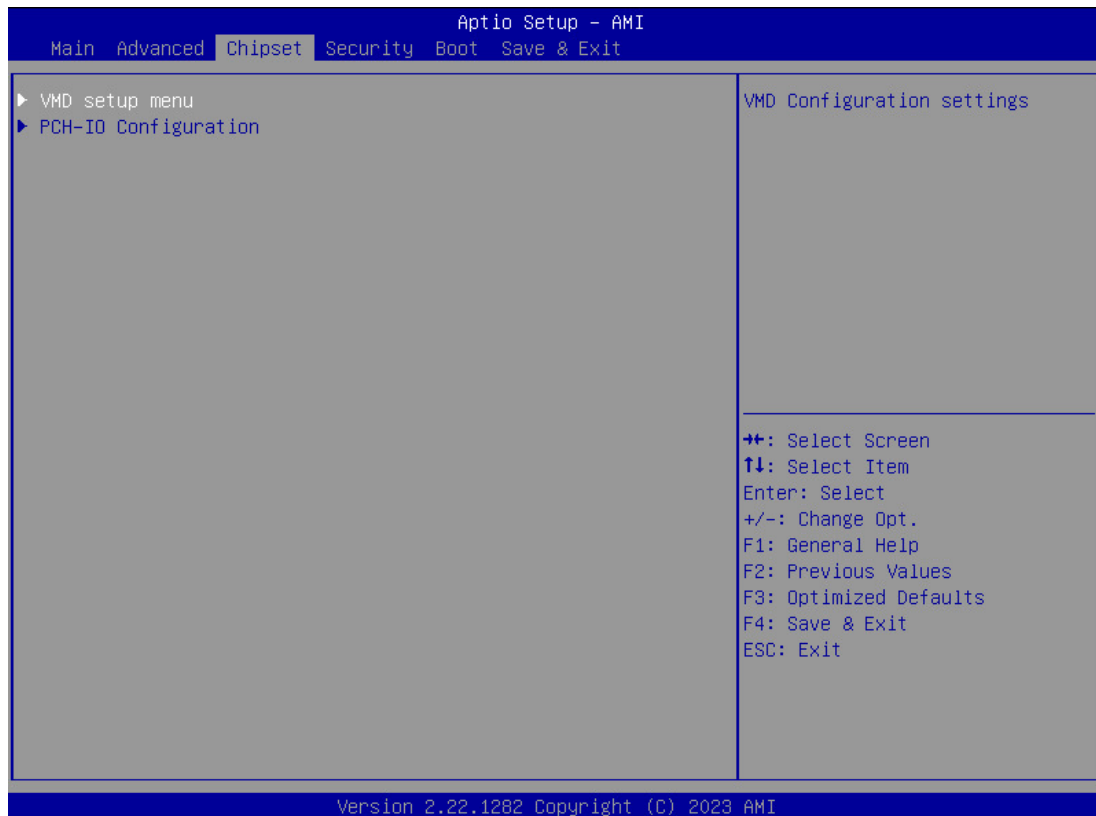 Aptio Setup – AMI
Main Advanced Chipset Security Boot Save & Exit
▶ VMD setup menu
▶ PCH-IO Configuration
VMD Configuration settings
→←: Select Screen
↑↓: Select Item
Enter: Select
+/-: Change Opt.
F1: General Help
F2: Previous Values
F3: Optimized Defaults
F4: Save & Exit
ESC: Exit
Version 2.22.1282 Copyright (C) 2023 AMI